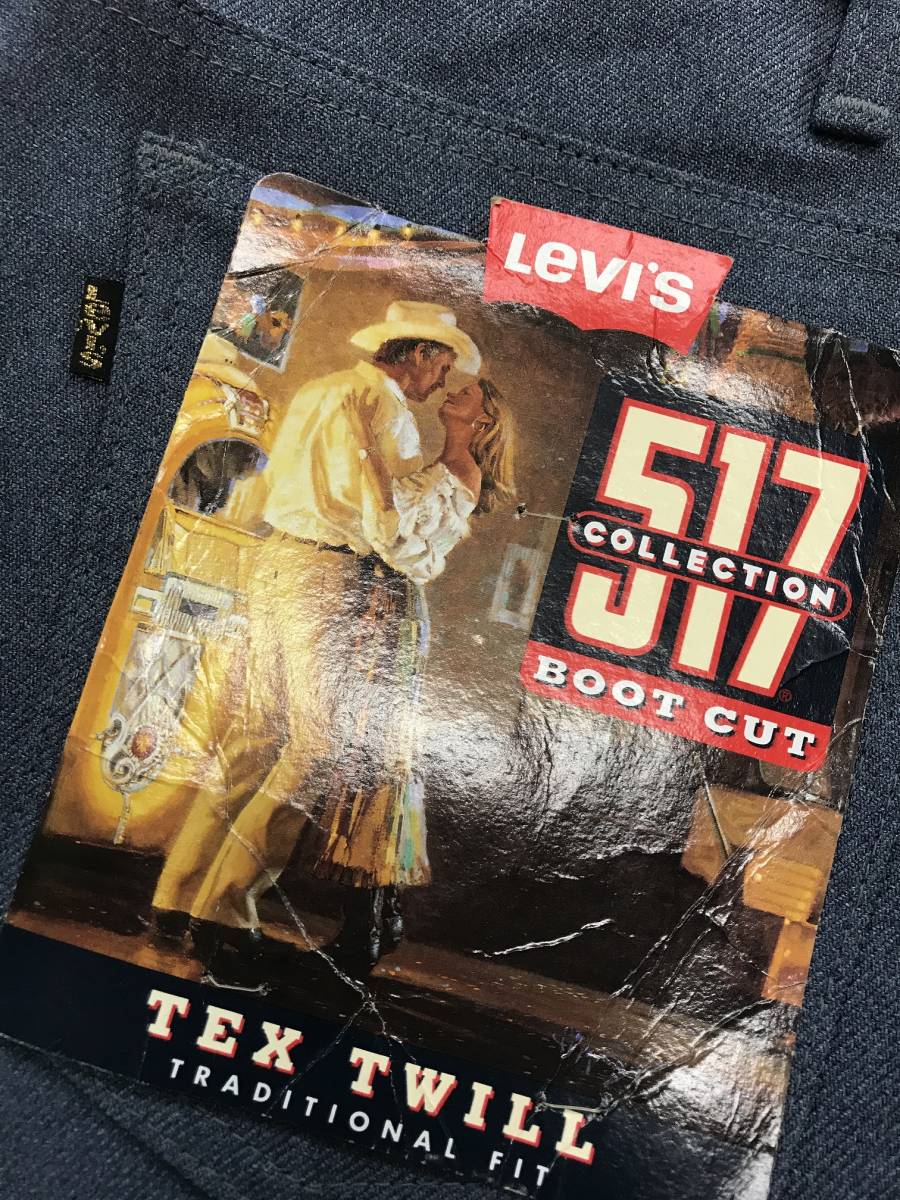 LEVI'S
517
COLLECTION
BOOT CUT
®
TEX TWILL
TRADITIONAL FIT
LEVI'S